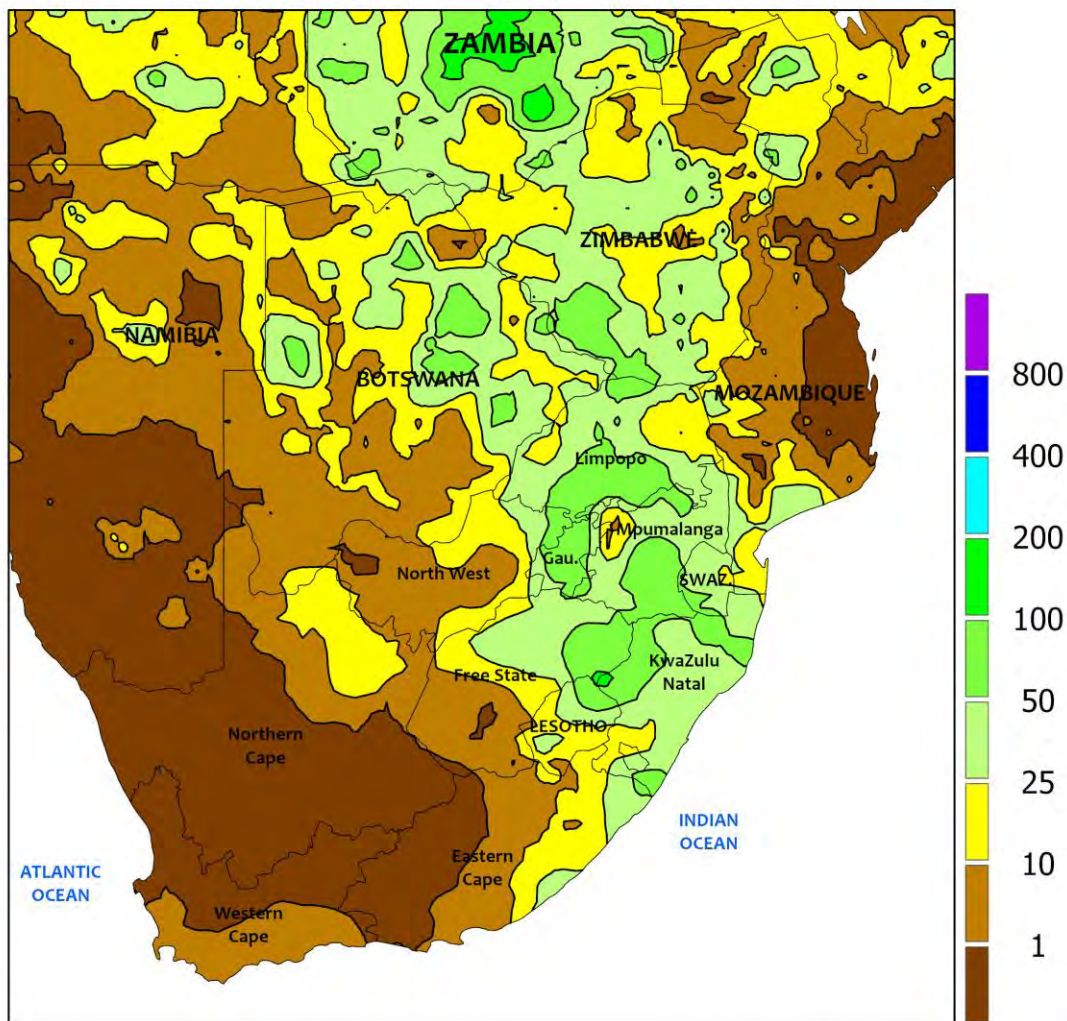 ZAMBIA
ZIMBABWE
NAMIBIA
BOTSWANA
MOZAMBIQUE
Limpopo
Mpumalanga
Gau.
North West
SWAZ.
KwaZulu
Natal
Free State
LESOTHO
Northern
Cape
Eastern
Cape
Western
Cape
INDIAN
OCEAN
ATLANTIC
OCEAN
800
400
200
100
50
25
10
1